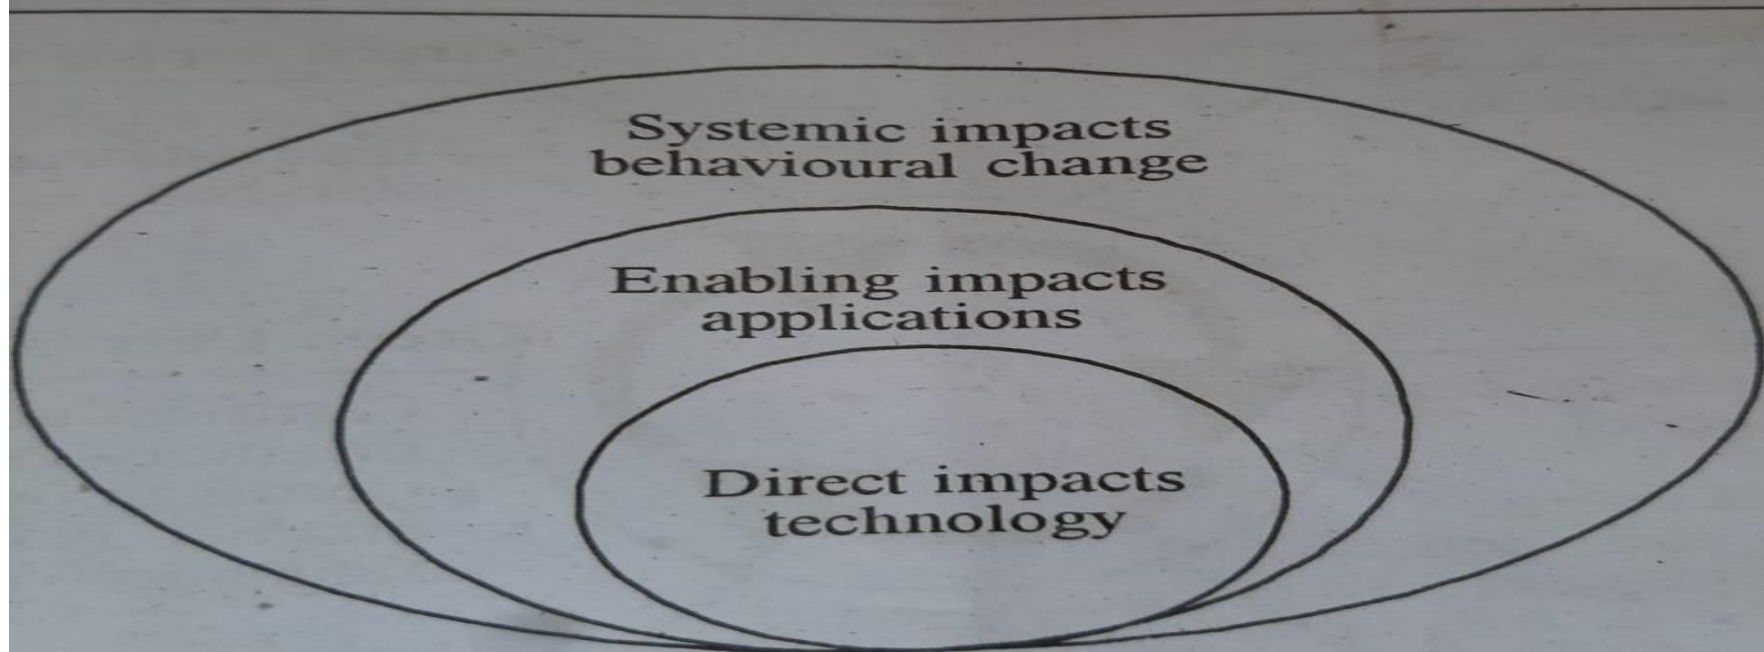 Systemic impacts
behavioural change
Enabling impacts
applications
Direct impacts
technology